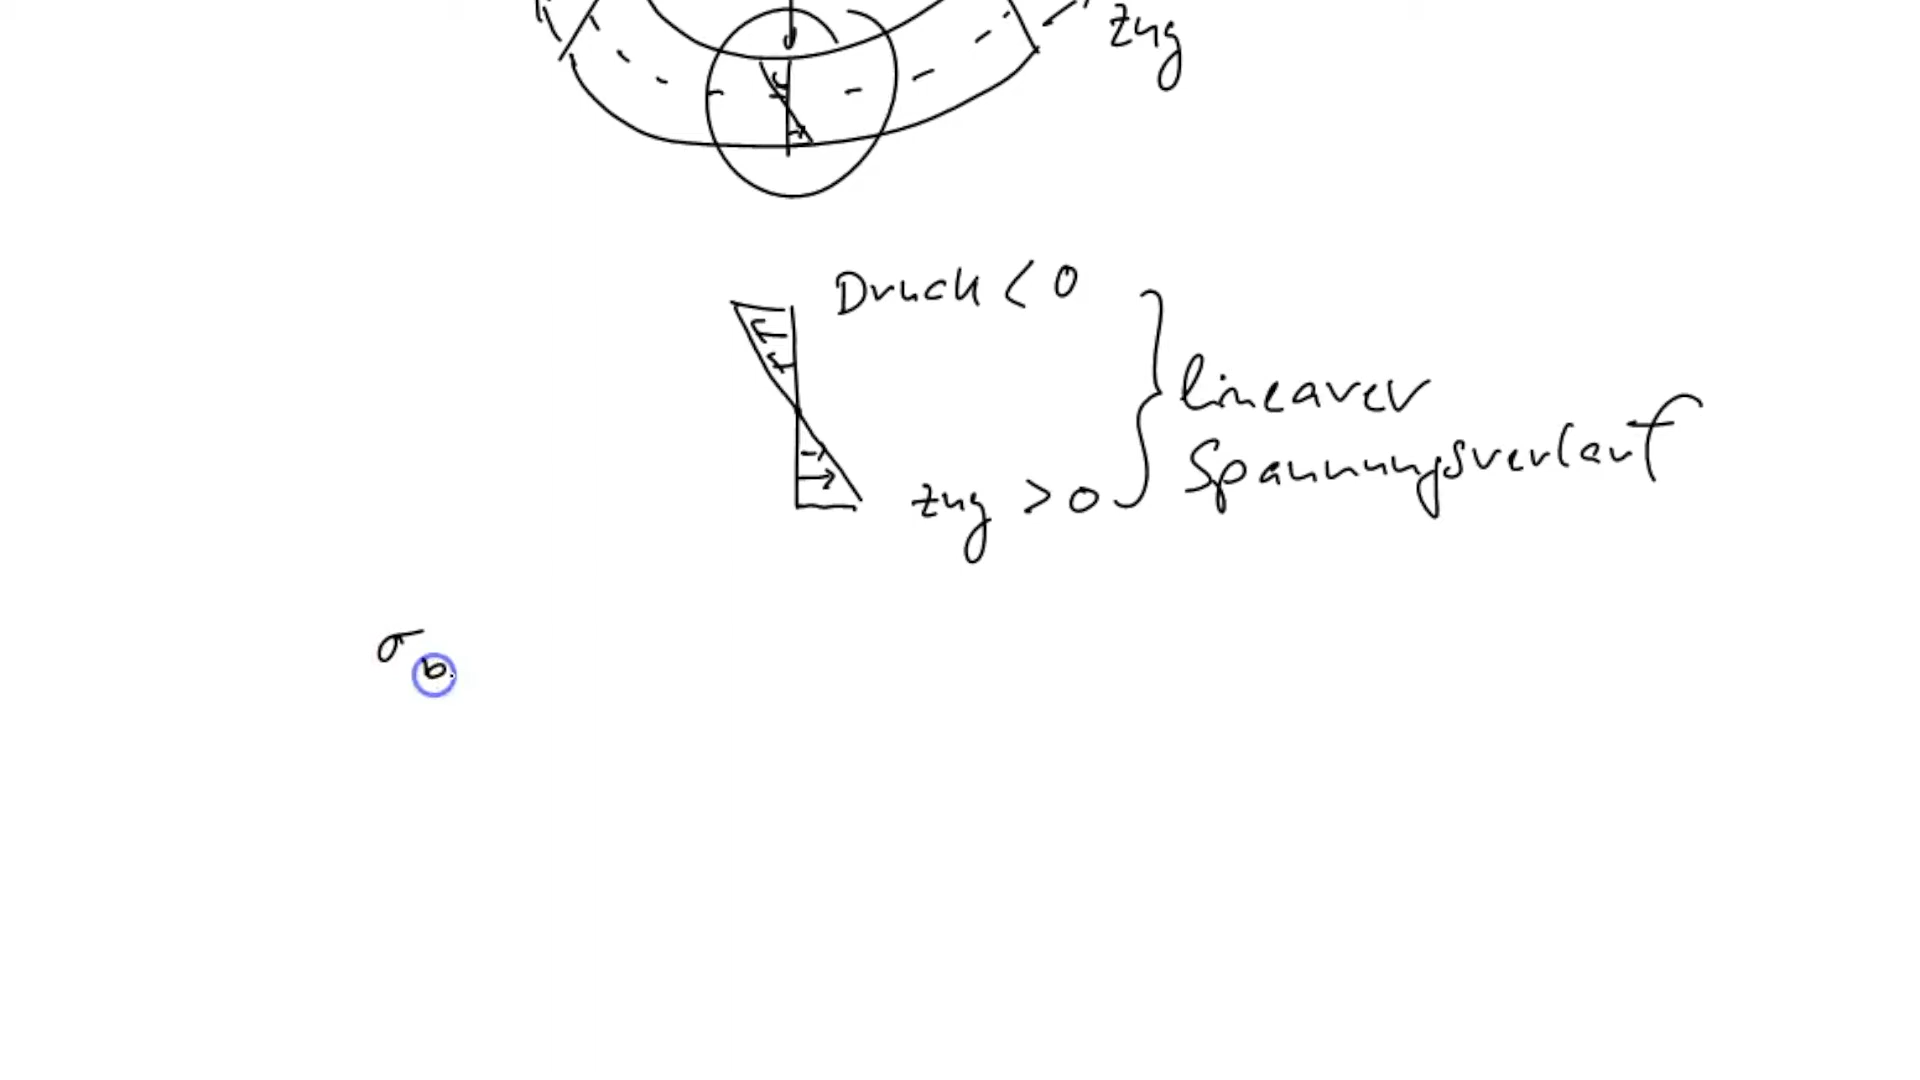 Zug
Druck < 0
linearer
Spannungsverlauf
Zug > 0
σb